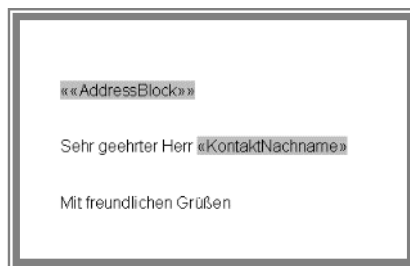 ««AddressBlock»»
Sehr geehrter Herr «KontaktNachname»
Mit freundlichen Grüßen